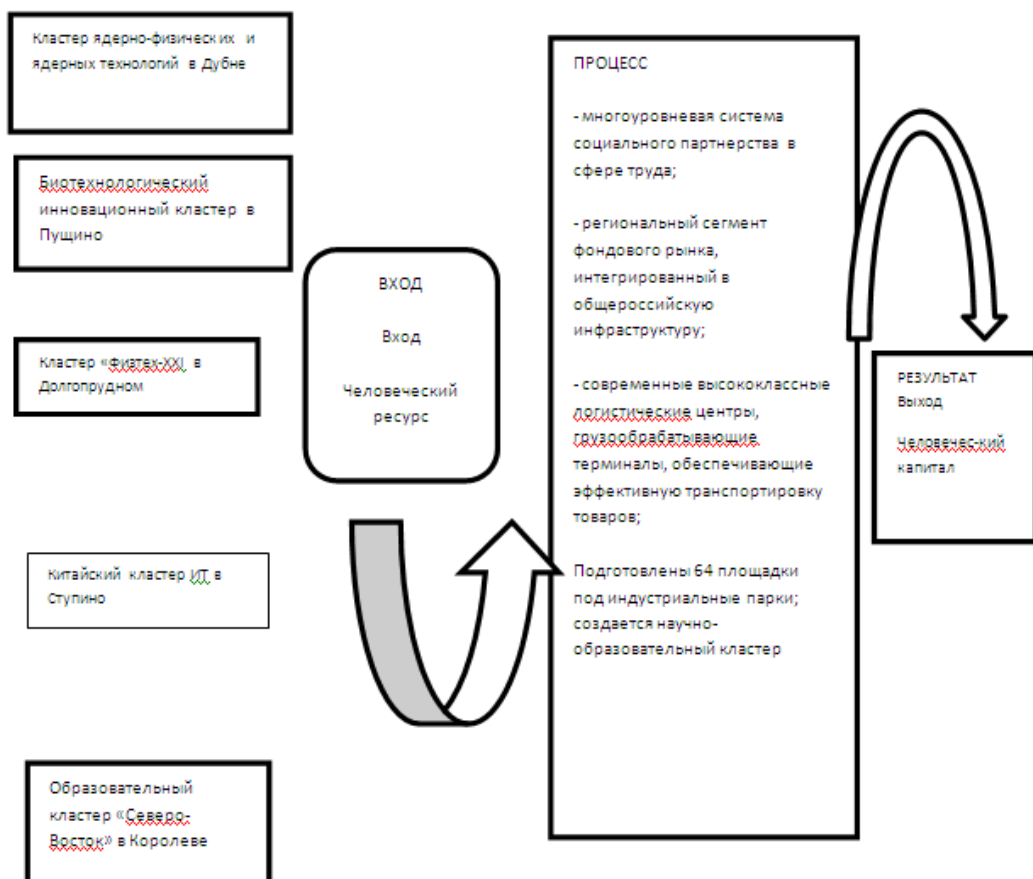 Кластер ядерно-физических и
ядерных технологий в Дубне
Биотехнологический
инновационный кластер в
Пущино
Кластер «Физтех-XXI в
Долгопрудном
Китайский кластер ИТ в
Ступино
Образовательный
кластер «Северо-
Восток» в Королеве
ВХОД
Вход
Человеческий
ресурс
ПРОЦЕСС
- многоуровневая система
социального партнерства в
сфере труда;
- региональный сегмент
фондового рынка,
интегрированный в
общероссийскую
инфраструктуру;
- современные высококлассные
логистические центры,
грузообрабатывающие
терминалы, обеспечивающие
эффективную транспортировку
товаров;
Подготовлены 64 площадки
под индустриальные парки;
создается научно-
образовательный кластер
РЕЗУЛЬТАТ
Выход
Человечес-кий
капитал